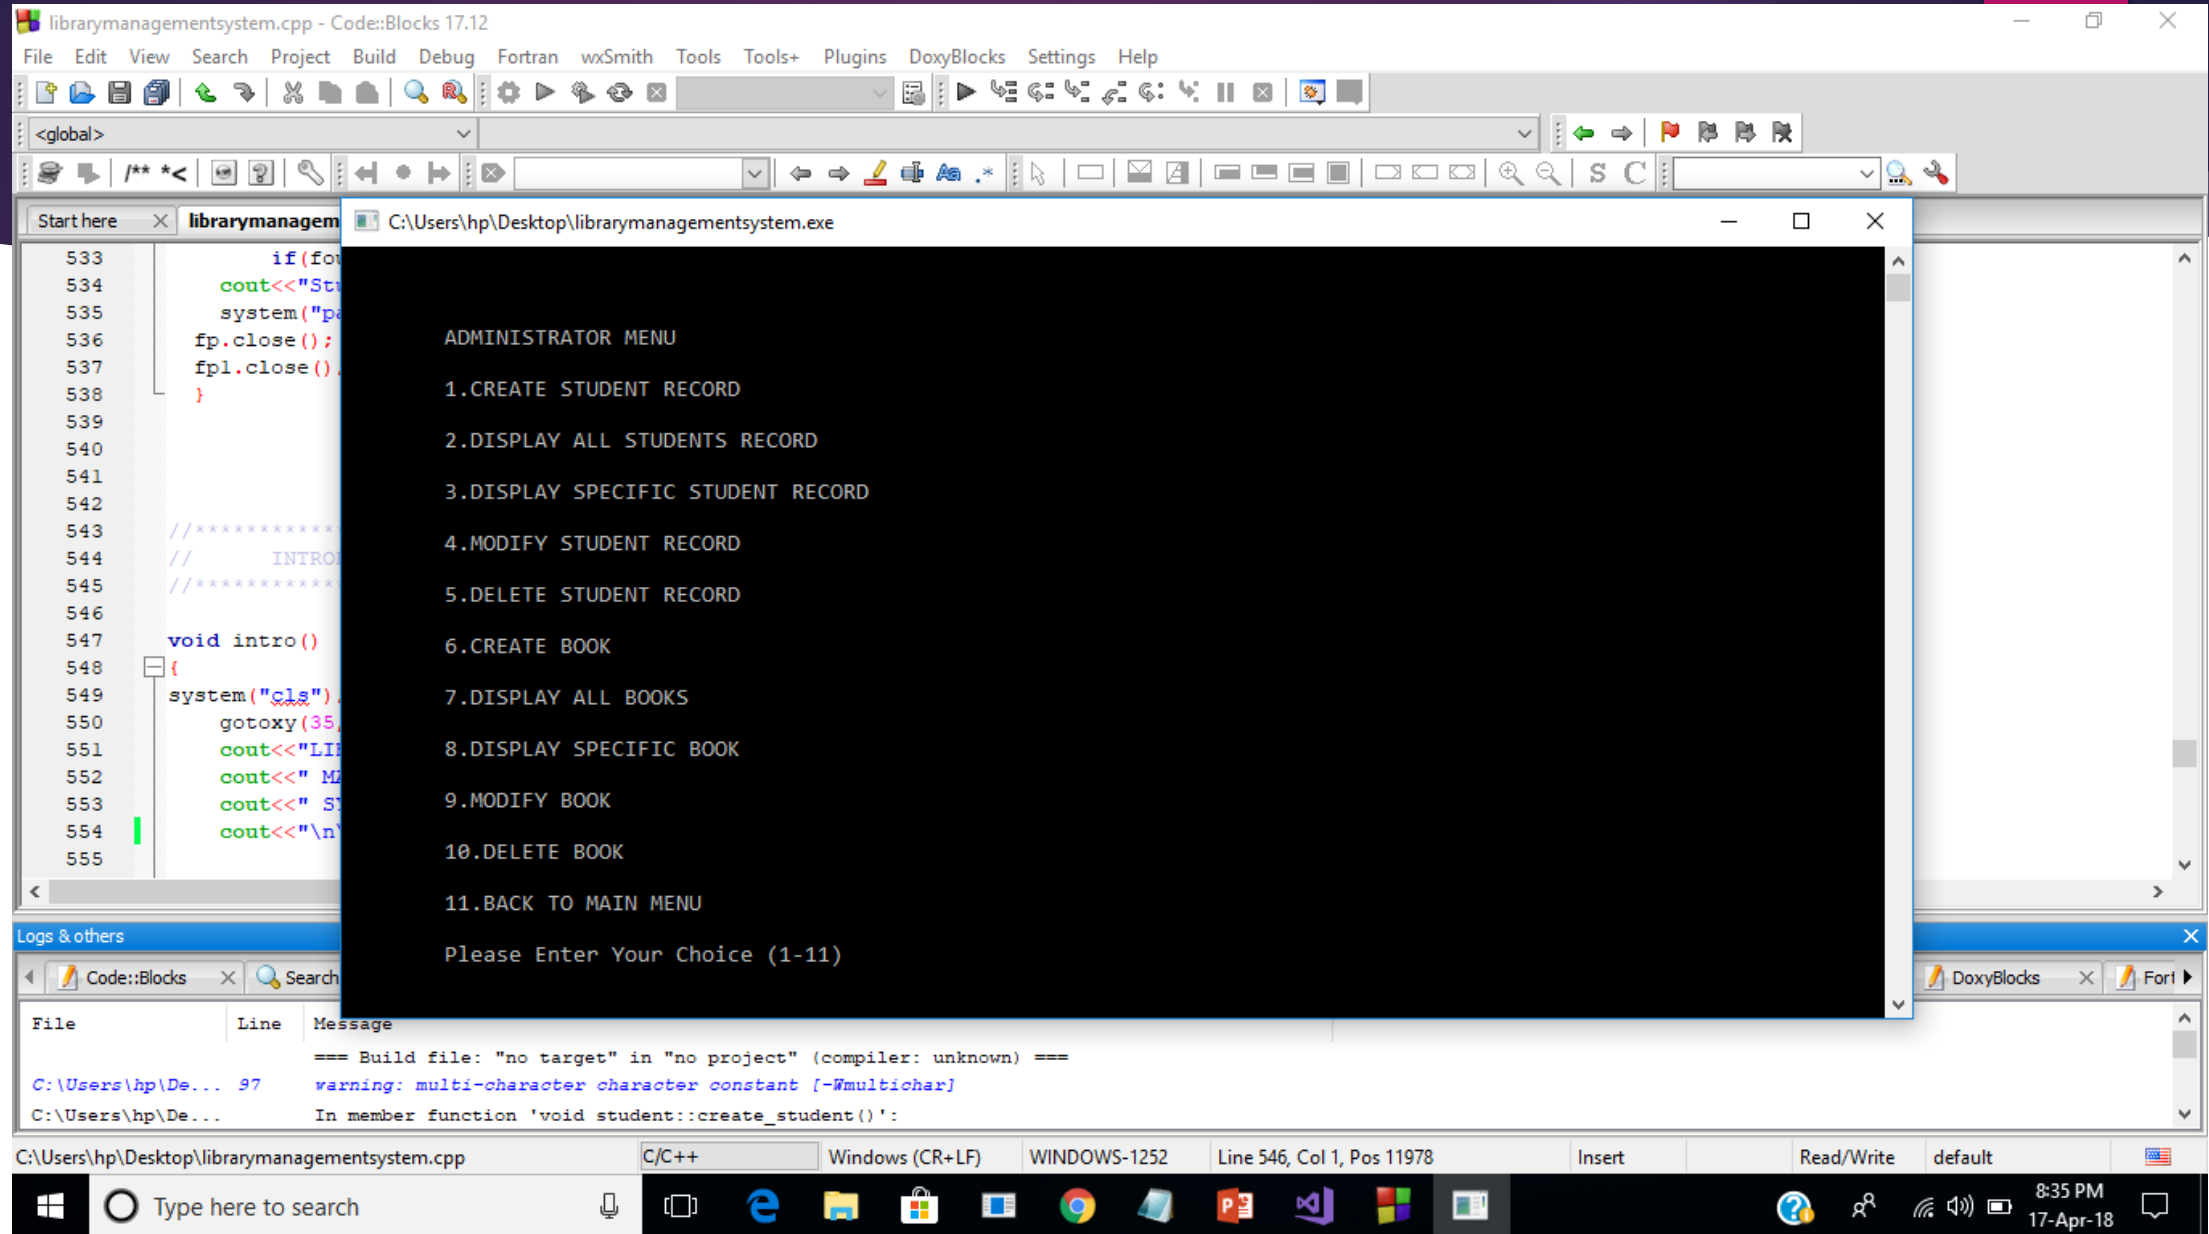 librarymanagementsystem.cpp - Code::Blocks 17.12
File Edit View Search Project Build Debug Fortran wxSmith Tools Tools+ Plugins DoxyBlocks Settings Help
<global>
/** *<
Aa .*
S C
Start here
librarymanagem
C:\Users\hp\Desktop\librarymanagementsystem.exe
533 if(fou
534 cout<<"Stu
535 system("pa
536 fp.close();
537 fp1.close()
538 }
539
540
541
542
543 //***********
544 // INTRO
545 //***********
546
547 void intro()
548 {
549 system("cls")
550 gotoxy(35,
551 cout<<"LI
552 cout<<" MA
553 cout<<" SY
554 cout<<"\n
555
ADMINISTRATOR MENU
1.CREATE STUDENT RECORD
2.DISPLAY ALL STUDENTS RECORD
3.DISPLAY SPECIFIC STUDENT RECORD
4.MODIFY STUDENT RECORD
5.DELETE STUDENT RECORD
6.CREATE BOOK
7.DISPLAY ALL BOOKS
8.DISPLAY SPECIFIC BOOK
9.MODIFY BOOK
10.DELETE BOOK
11.BACK TO MAIN MENU
Please Enter Your Choice (1-11)
Logs & others
Code::Blocks Search DoxyBlocks Fort
File Line Message
=== Build file: "no target" in "no project" (compiler: unknown) ===
C:\Users\hp\De... 97 warning: multi-character character constant [-Wmultichar]
C:\Users\hp\De... In member function 'void student::create_student()':
C:\Users\hp\Desktop\librarymanagementsystem.cpp C/C++ Windows (CR+LF) WINDOWS-1252 Line 546, Col 1, Pos 11978 Insert Read/Write default
Type here to search
8:35 PM
17-Apr-18